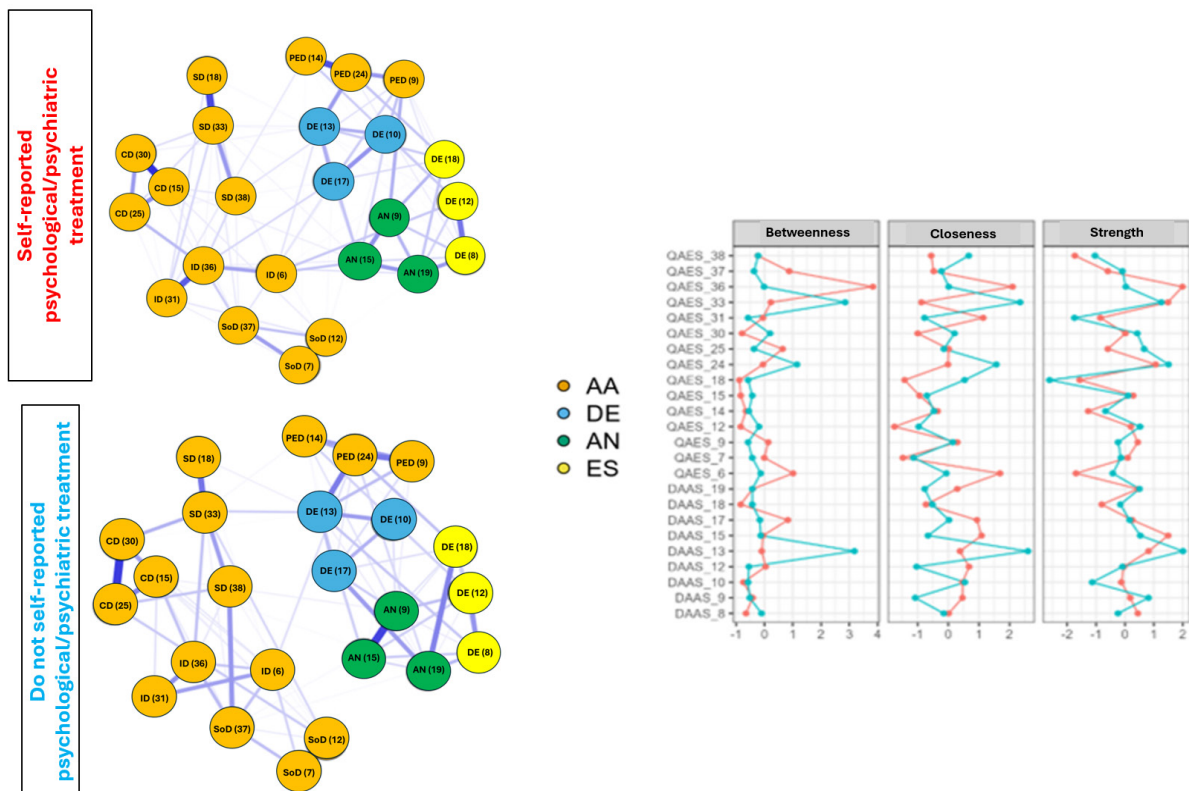 Self-reported
psychological/psychiatric
treatment
PED (14)
PED (24)
PED (9)
SD (18)
SD (33)
DE (13)
DE (10)
CD (30)
DE (18)
CD (15)
DE (17)
SD (38)
DE (12)
CD (25)
AN (9)
DE (8)
ID (36)
ID (6)
AN (15)
AN (19)
ID (31)
SoD (37)
SoD (12)
SoD (7)
Do not self-reported
psychological/psychiatric treatment
PED (14)
PED (24)
PED (9)
SD (18)
SD (33)
DE (13)
DE (10)
CD (30)
DE (18)
CD (15)
DE (17)
SD (38)
DE (12)
CD (25)
AN (9)
DE (8)
ID (36)
ID (6)
AN (15)
AN (19)
ID (31)
SoD (37)
SoD (12)
SoD (7)
AA
DE
AN
ES
Betweenness Closeness Strength
QAES_38
QAES_37
QAES_36
QAES_33
QAES_31
QAES_30
QAES_25
QAES_24
QAES_18
QAES_15
QAES_14
QAES_12
QAES_9
QAES_7
QAES_6
DAAS_19
DAAS_18
DAAS_17
DAAS_15
DAAS_13
DAAS_12
DAAS_10
DAAS_9
DAAS_8
-1 0 1 2 3 4 -1 0 1 2 -2 -1 0 1 2